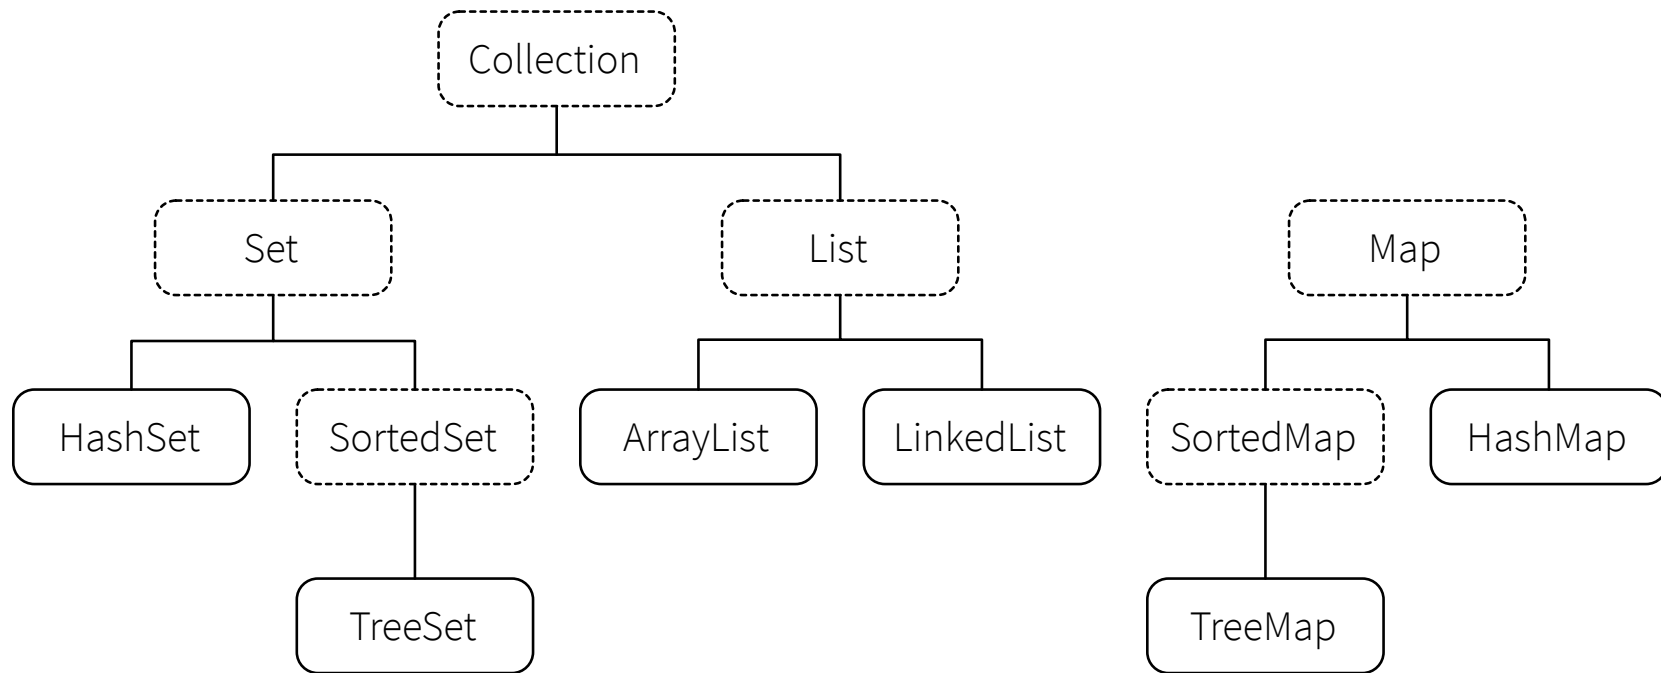 Collection
Set
List
Map
HashSet
SortedSet
ArrayList
LinkedList
SortedMap
HashMap
TreeSet
TreeMap